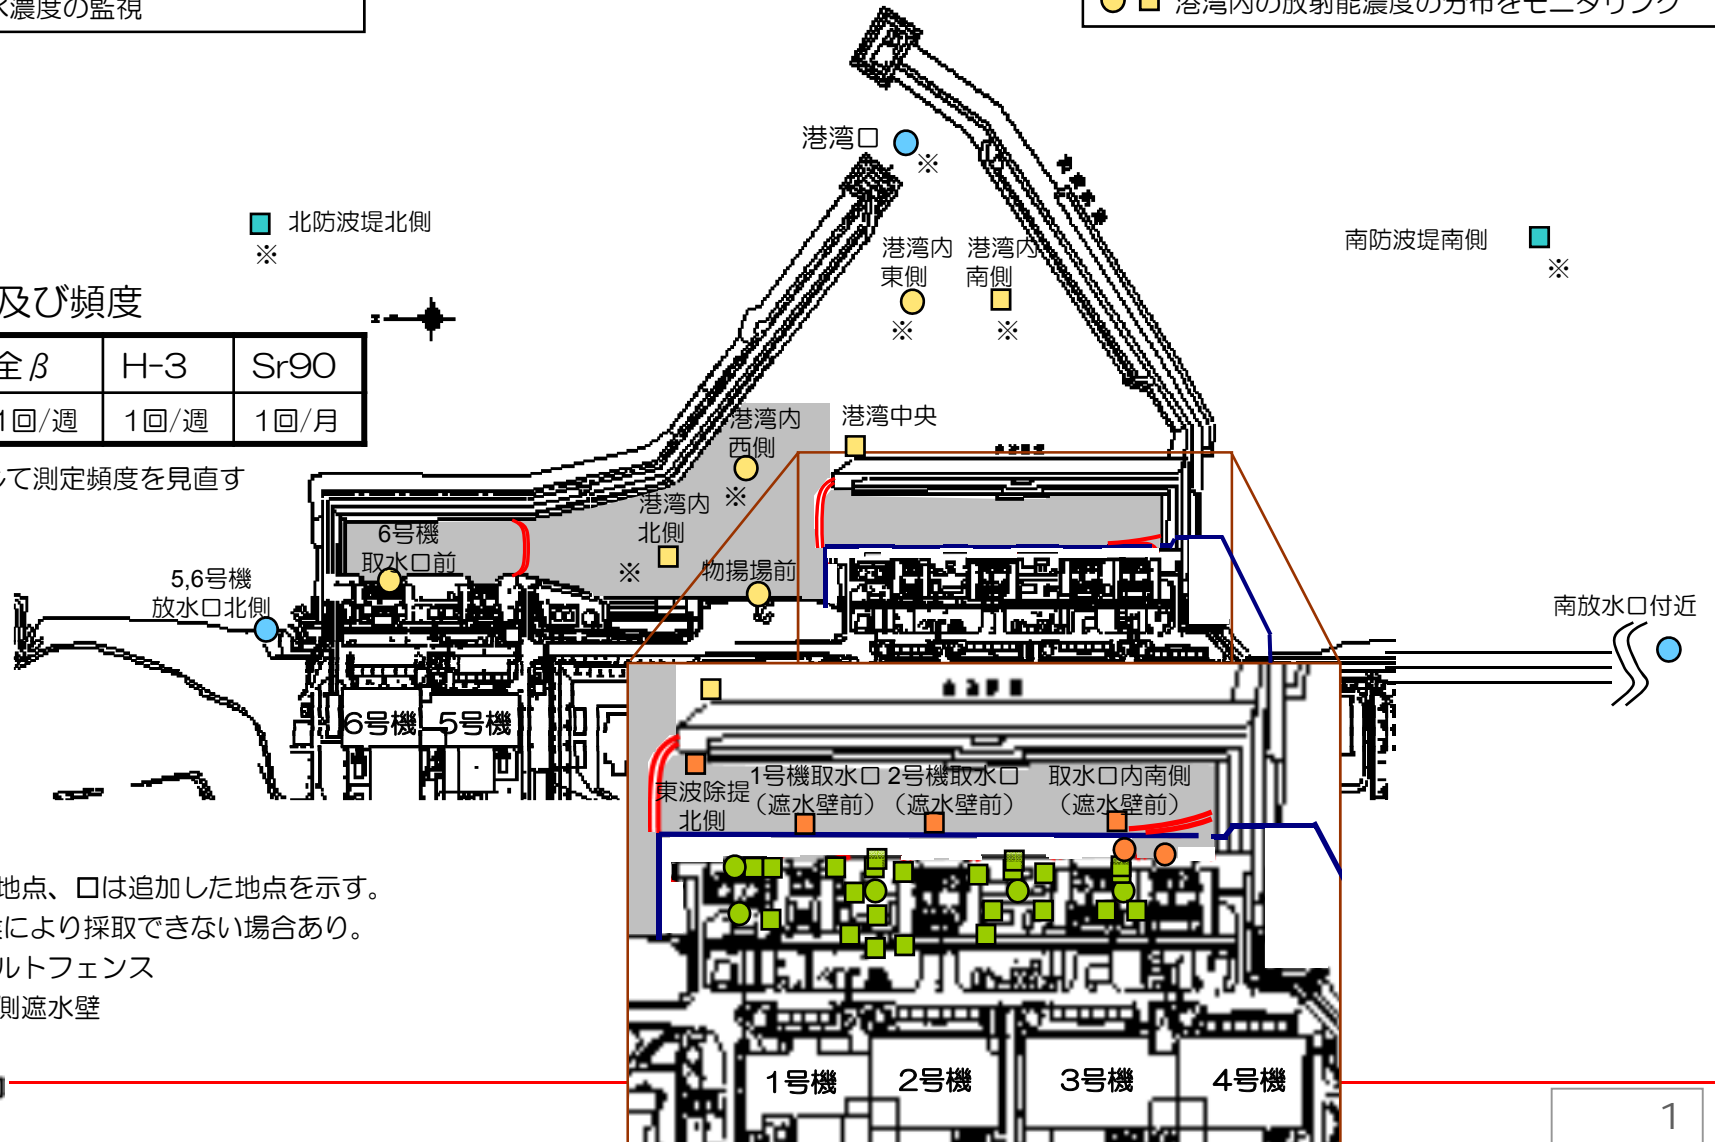 水濃度の監視
港湾内の放射能濃度の分布をモニタリング
港湾口
※
北防波堤北側
※
港湾内
東側
※
港湾内
南側
※
南防波堤南側
※
及び頻度
全β H-3 Sr90
1回/週 1回/週 1回/月
して測定頻度を見直す
港湾内
西側
※
港湾中央
港湾内
北側
※
6号機
取水口前
物揚場前
5,6号機
放水口北側
南放水口付近
6号機 5号機
東波除堤
北側
1号機取水口
(遮水壁前)
2号機取水口
(遮水壁前)
取水口内南側
(遮水壁前)
地点、口は追加した地点を示す。
により採取できない場合あり。
ルトフェンス
側遮水壁
1号機 2号機 3号機 4号機
1